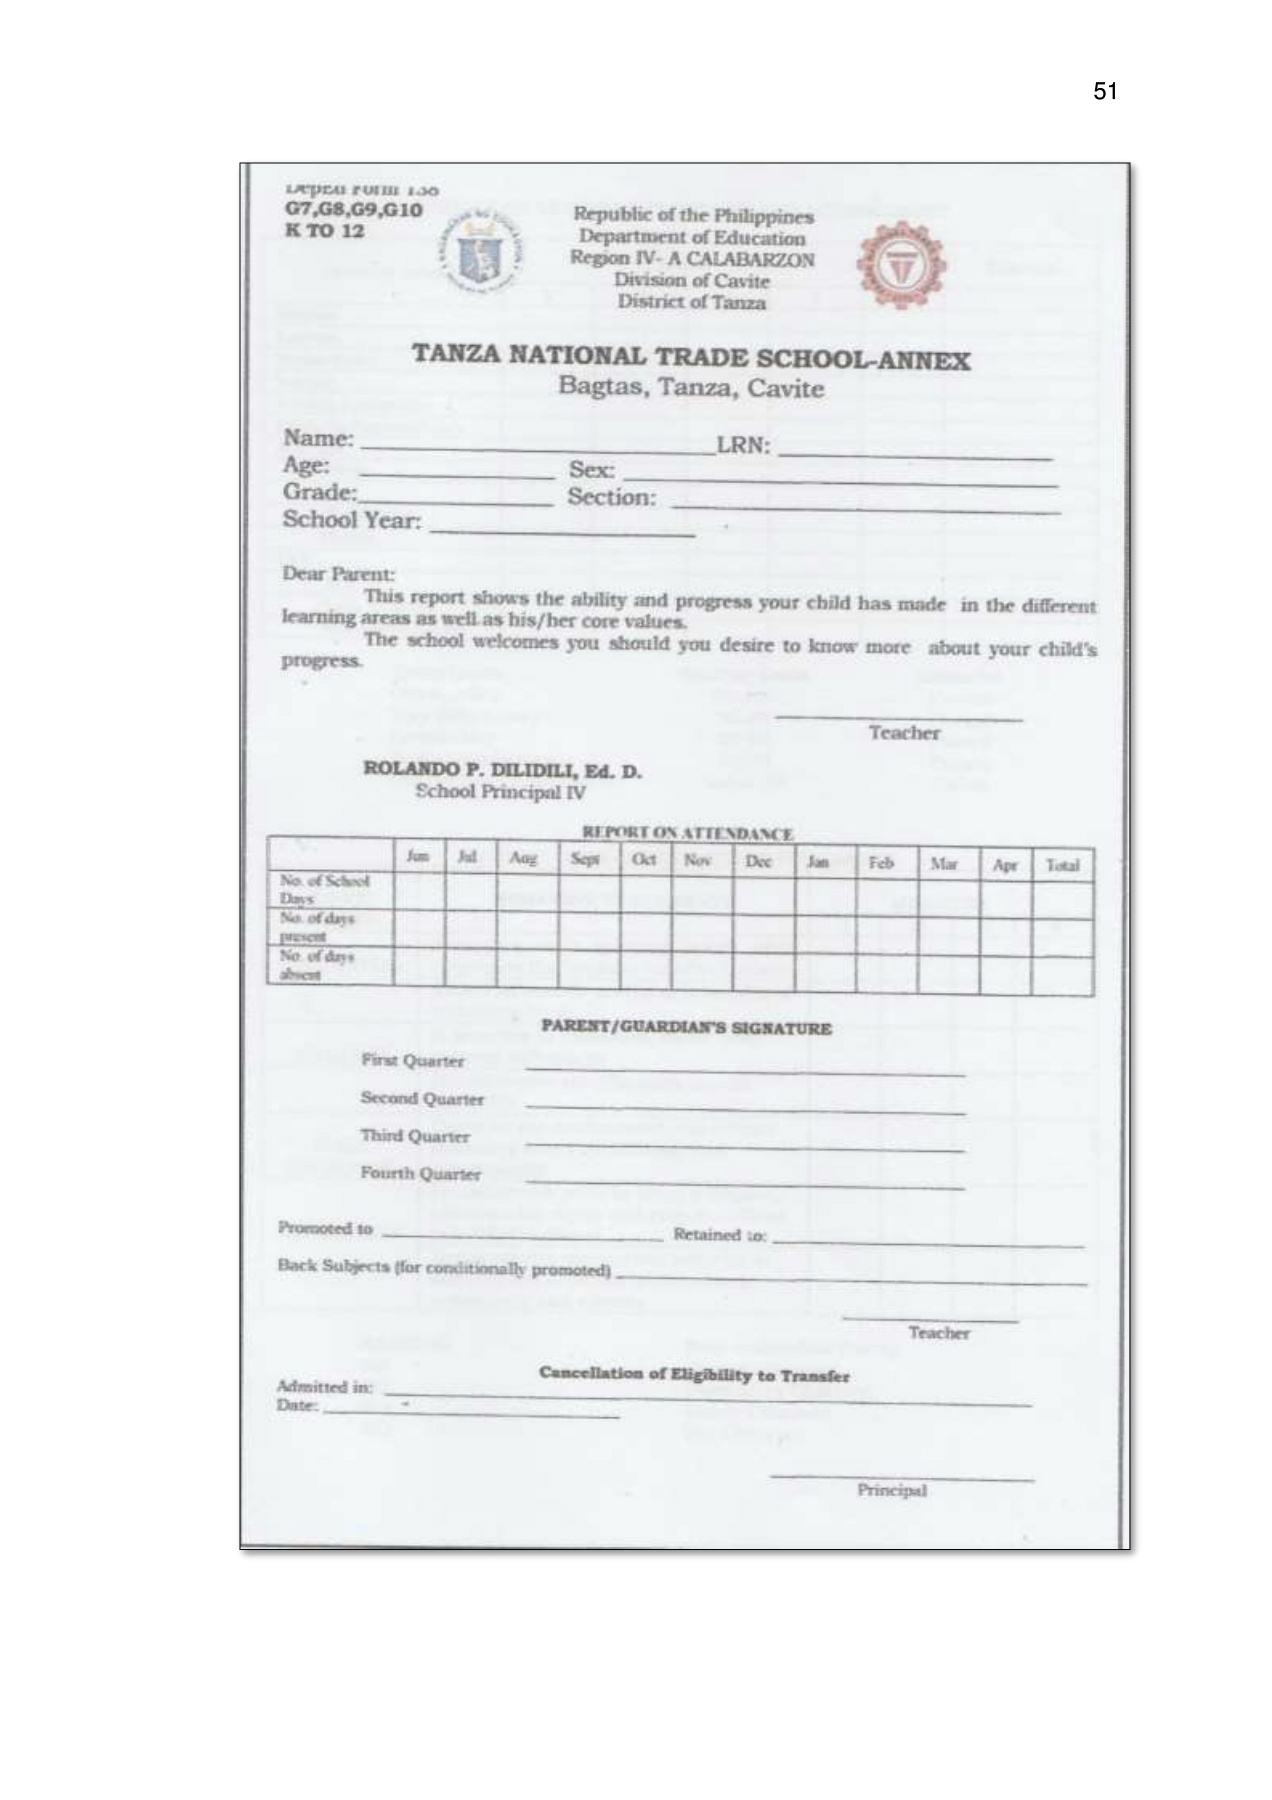 51
DepEd Form 138
G7,G8,G9,G10
K TO 12
Republic of the Philippines
Department of Education
Region IV- A CALABARZON
Division of Cavite
District of Tanza
TANZA NATIONAL TRADE SCHOOL-ANNEX
Bagtas, Tanza, Cavite
Name: LRN:
Age: Sex:
Grade: Section:
School Year:
Dear Parent:
This report shows the ability and progress your child has made in the different
learning areas as well as his/her core values.
The school welcomes you should you desire to know more about your child's
progress.
Teacher
ROLANDO P. DILIDILI, Ed. D.
School Principal IV
REPORT ON ATTENDANCE
Jun Jul Aug Sept Oct Nov Dec Jan Feb Mar Apr Total
No. of School
Days
No. of days
present
No. of days
absent
PARENT/GUARDIAN'S SIGNATURE
First Quarter
Second Quarter
Third Quarter
Fourth Quarter
Promoted to Retained to:
Back Subjects (for conditionally promoted)
Teacher
Cancellation of Eligibility to Transfer
Admitted in:
Date:
Principal